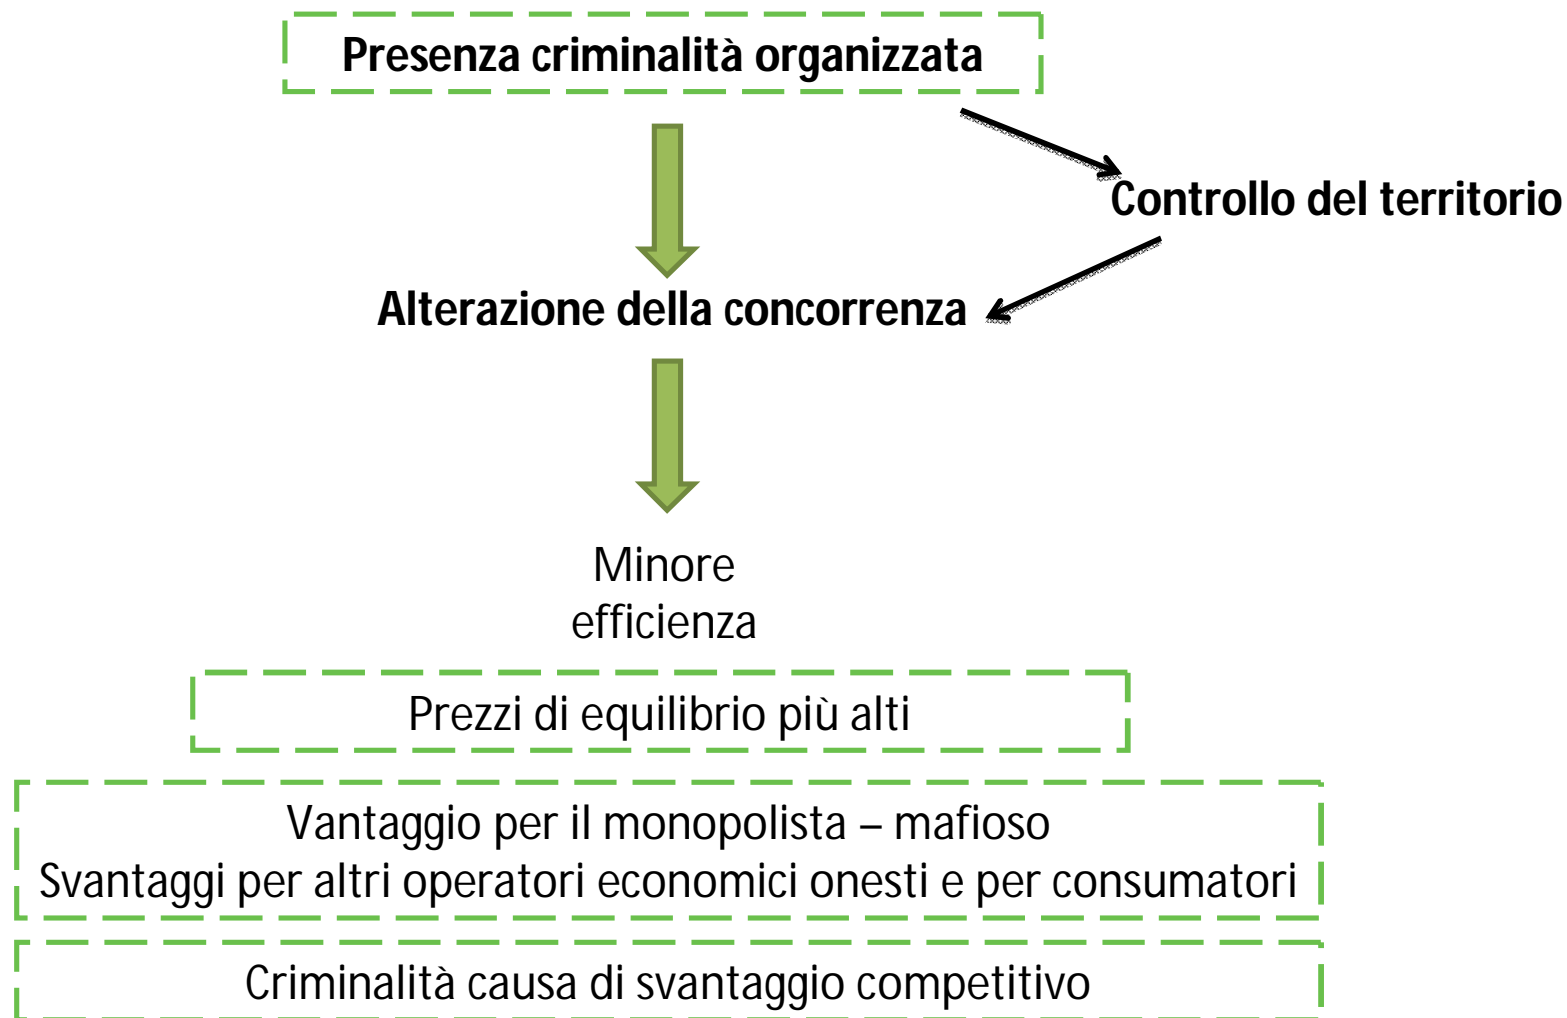 Presenza criminalità organizzata
Controllo del territorio
Alterazione della concorrenza
Minore
efficienza
Prezzi di equilibrio più alti
Vantaggio per il monopolista – mafioso
Svantaggi per altri operatori economici onesti e per consumatori
Criminalità causa di svantaggio competitivo